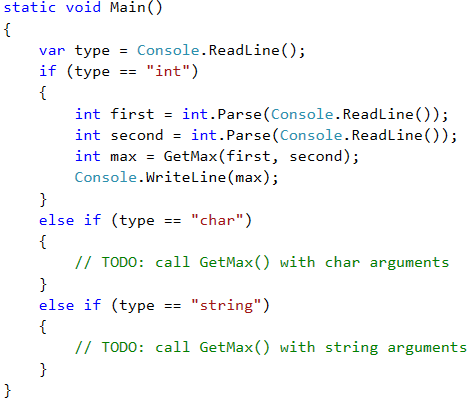 static void Main()
{
    var type = Console.ReadLine();
    if (type == "int")
    {
        int first = int.Parse(Console.ReadLine());
        int second = int.Parse(Console.ReadLine());
        int max = GetMax(first, second);
        Console.WriteLine(max);
    }
    else if (type == "char")
    {
        // TODO: call GetMax() with char arguments
    }
    else if (type == "string")
    {
        // TODO: call GetMax() with string arguments
    }
}